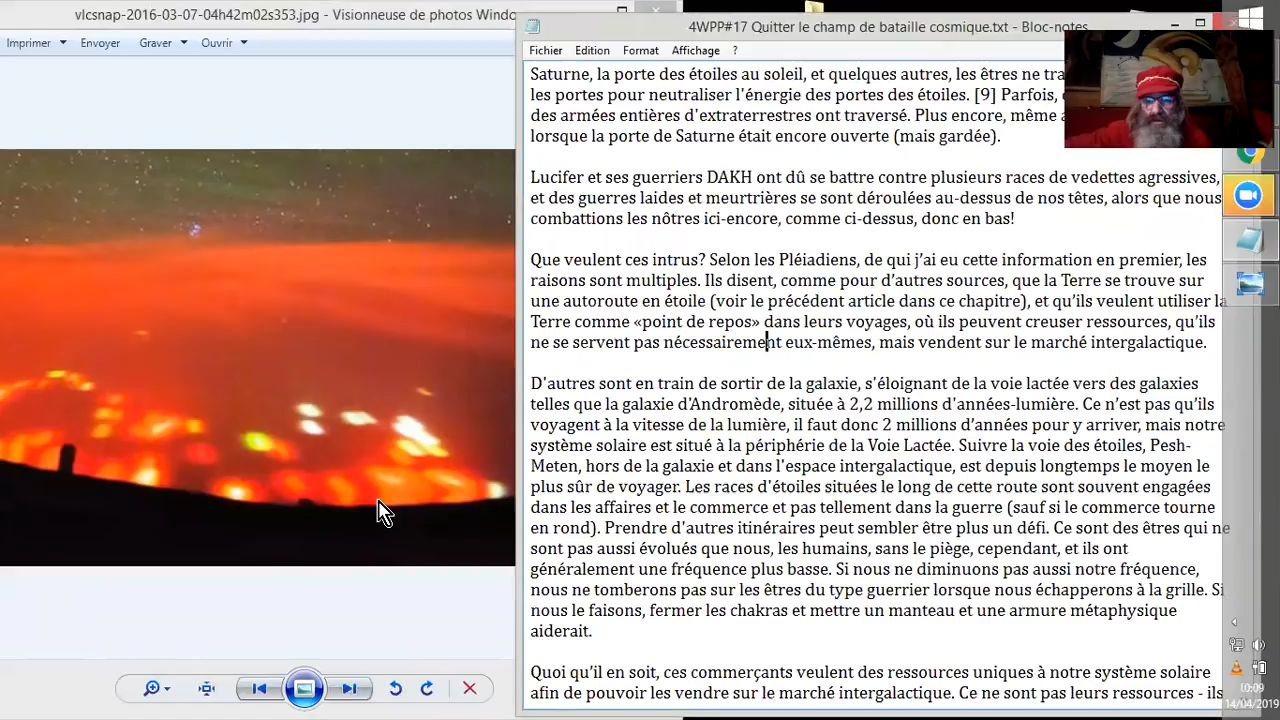 vlcsnap-2016-03-07-04h42m02s353.jpg - Visionneuse de photos Windo
4WPP#17 Quitter le champ de bataille cosmique.txt - Bloc-notes
Imprimer Envoyer Graver Ouvrir
Fichier Edition Format Affichage ?
Saturne, la porte des étoiles au soleil, et quelques autres, les êtres ne tra
les portes pour neutraliser l'énergie des portes des étoiles. [9] Parfois,
des armées entières d'extraterrestres ont traversé. Plus encore, même
lorsque la porte de Saturne était encore ouverte (mais gardée).
Lucifer et ses guerriers DAKH ont dû se battre contre plusieurs races de vedettes agressives,
et des guerres laides et meurtrières se sont déroulées au-dessus de nos têtes, alors que nous
combattions les nôtres ici-encore, comme ci-dessus, donc en bas!
Que veulent ces intrus? Selon les Pléiadiens, de qui j’ai eu cette information en premier, les
raisons sont multiples. Ils disent, comme pour d’autres sources, que la Terre se trouve sur
une autoroute en étoile (voir le précédent article dans ce chapitre), et qu’ils veulent utiliser la
Terre comme «point de repos» dans leurs voyages, où ils peuvent creuser ressources, qu’ils
ne se servent pas nécessairement eux-mêmes, mais vendent sur le marché intergalactique.
D’autres sont en train de sortir de la galaxie, s’éloignant de la voie lactée vers des galaxies
telles que la galaxie d'Andromède, située à 2,2 millions d'années-lumière. Ce n’est pas qu’ils
voyagent à la vitesse de la lumière, il faut donc 2 millions d’années pour y arriver, mais notre
système solaire est situé à la périphérie de la Voie Lactée. Suivre la voie des étoiles, Pesh-
Meten, hors de la galaxie et dans l'espace intergalactique, est depuis longtemps le moyen le
plus sûr de voyager. Les races d'étoiles situées le long de cette route sont souvent engagées
dans les affaires et le commerce et pas tellement dans la guerre (sauf si le commerce tourne
en rond). Prendre d'autres itinéraires peut sembler être plus un défi. Ce sont des êtres qui ne
sont pas aussi évolués que nous, les humains, sans le piège, cependant, et ils ont
généralement une fréquence plus basse. Si nous ne diminuons pas aussi notre fréquence,
nous ne tomberons pas sur les êtres du type guerrier lorsque nous échapperons à la grille. Si
nous le faisons, fermer les chakras et mettre un manteau et une armure métaphysique
aiderait.
Quoi qu’il en soit, ces commerçants veulent des ressources uniques à notre système solaire
afin de pouvoir les vendre sur le marché intergalactique. Ce ne sont pas leurs ressources - ils
10:09
14/04/2019